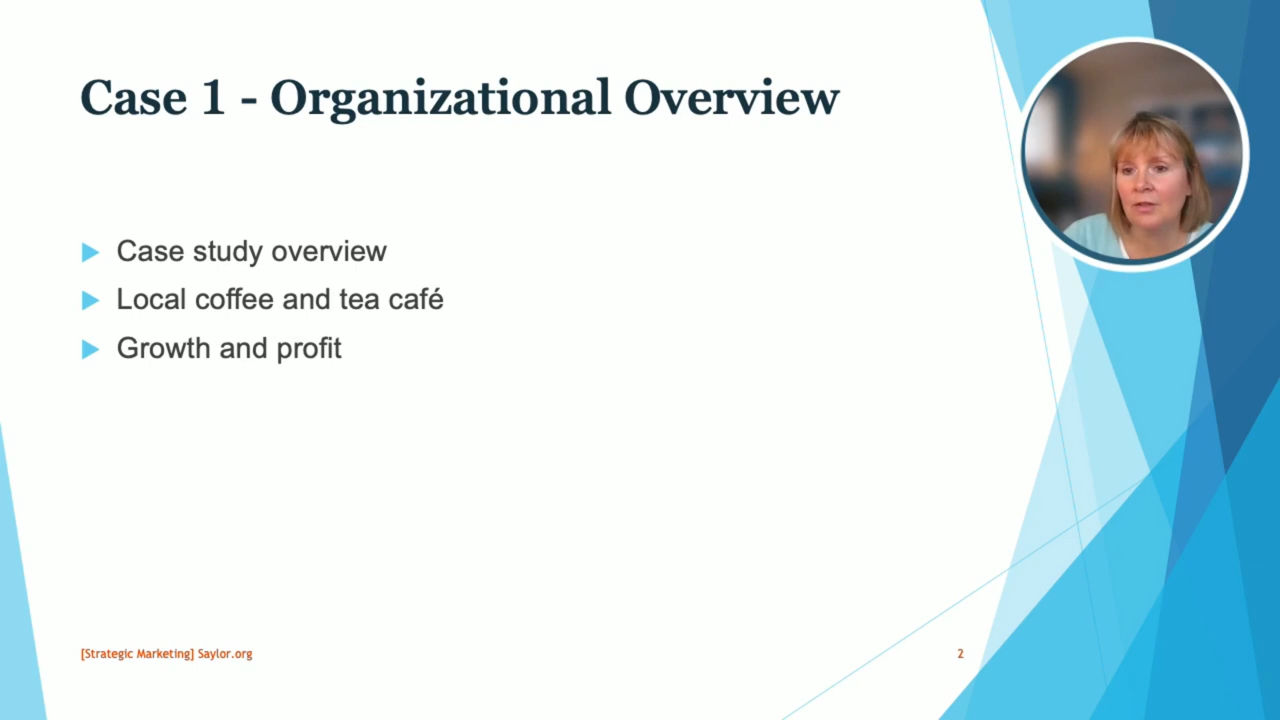 Case 1 - Organizational Overview
Case study overview
Local coffee and tea café
Growth and profit
[Strategic Marketing] Saylor.org
2